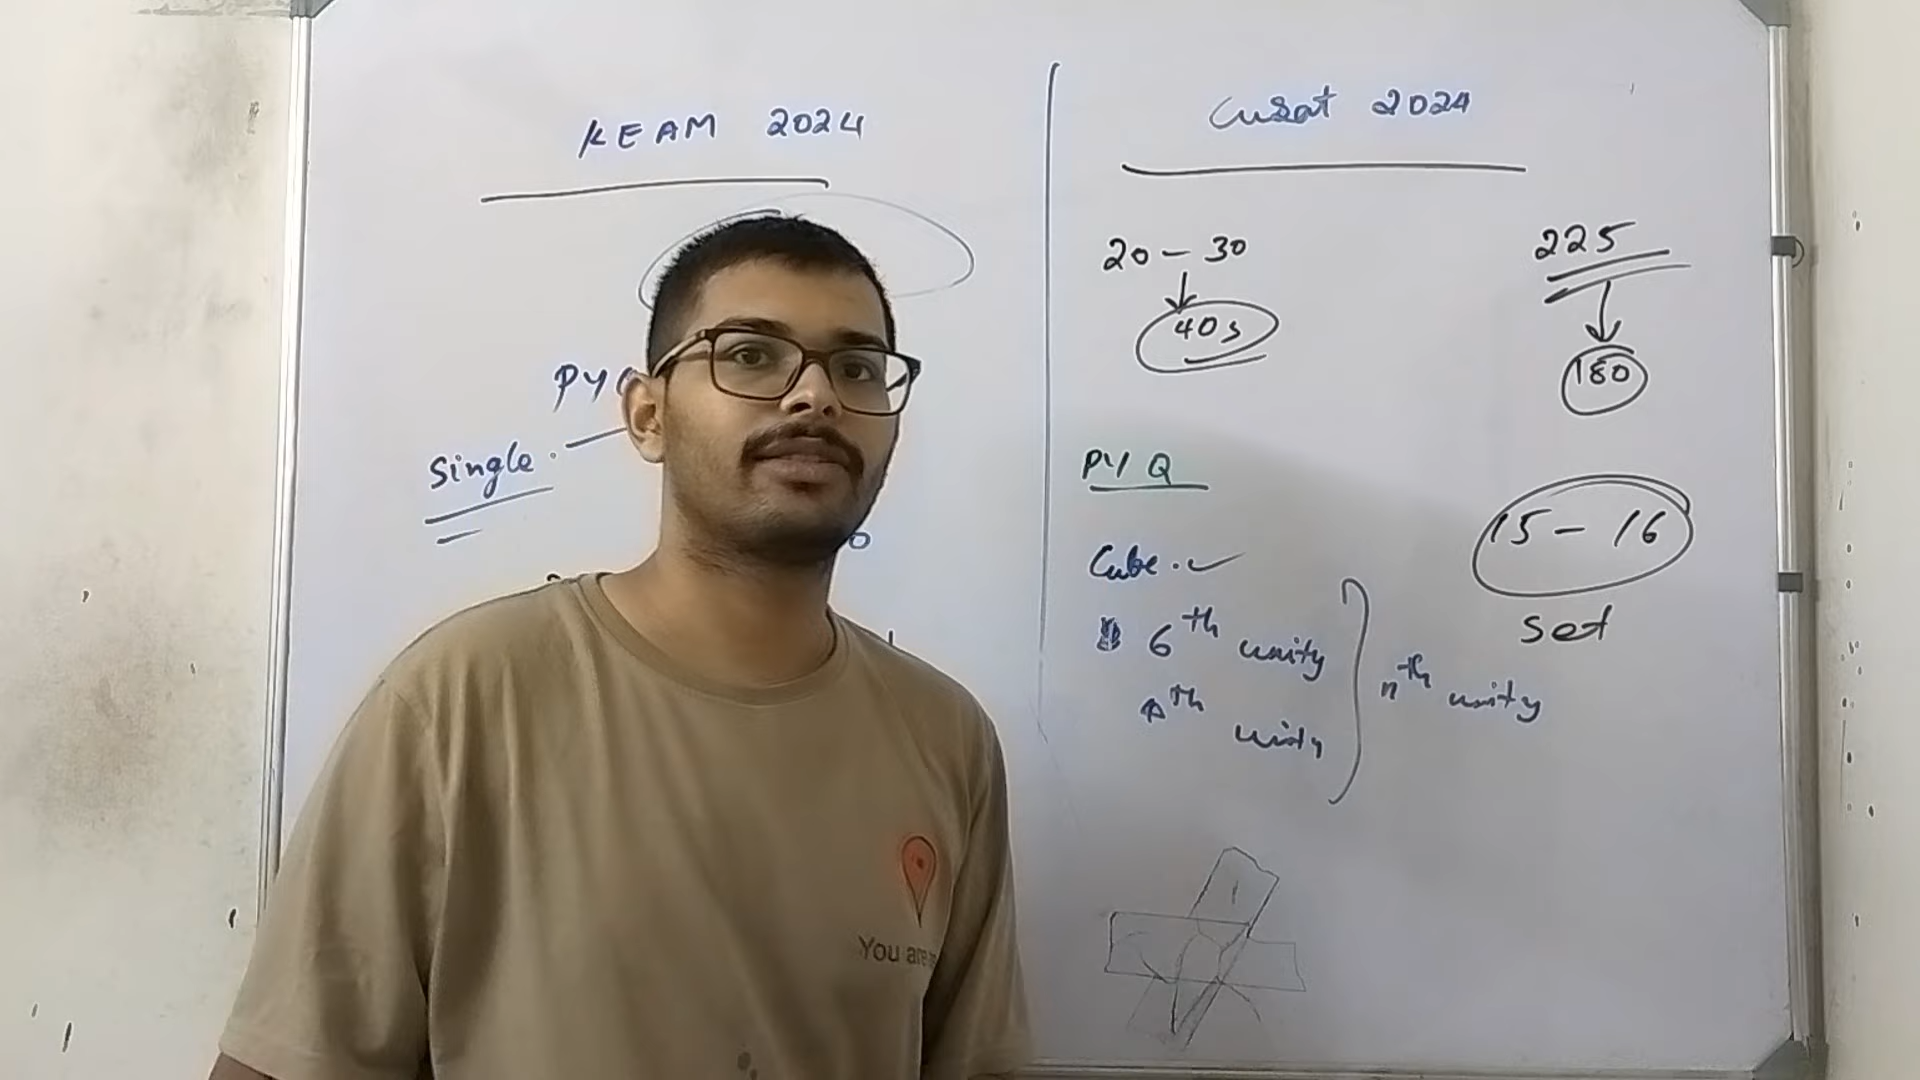 KEAM 2024
PYQ
Single.
Cusat 2024
20 - 30
40s
225
180
PYQ
15 - 16
set
Cube.
6th unity
nth unity
nth unity
You are